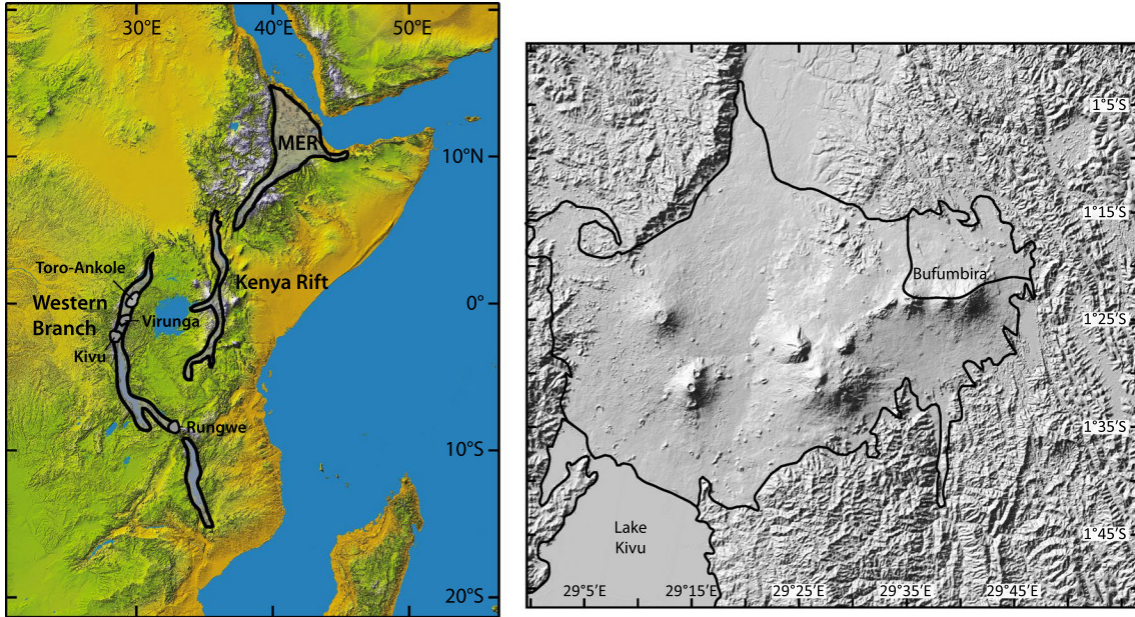 30°E
40°E
50°E
MER
10°N
Toro-Ankole
Kenya Rift
Western
Branch
0°
Virunga
Kivu
Rungwe
10°S
20°S
1°5′S
1°15′S
Bufumbira
1°25′S
1°35′S
Lake
Kivu
1°45′S
29°5′E
29°15′E
29°25′E
29°35′E
29°45′E